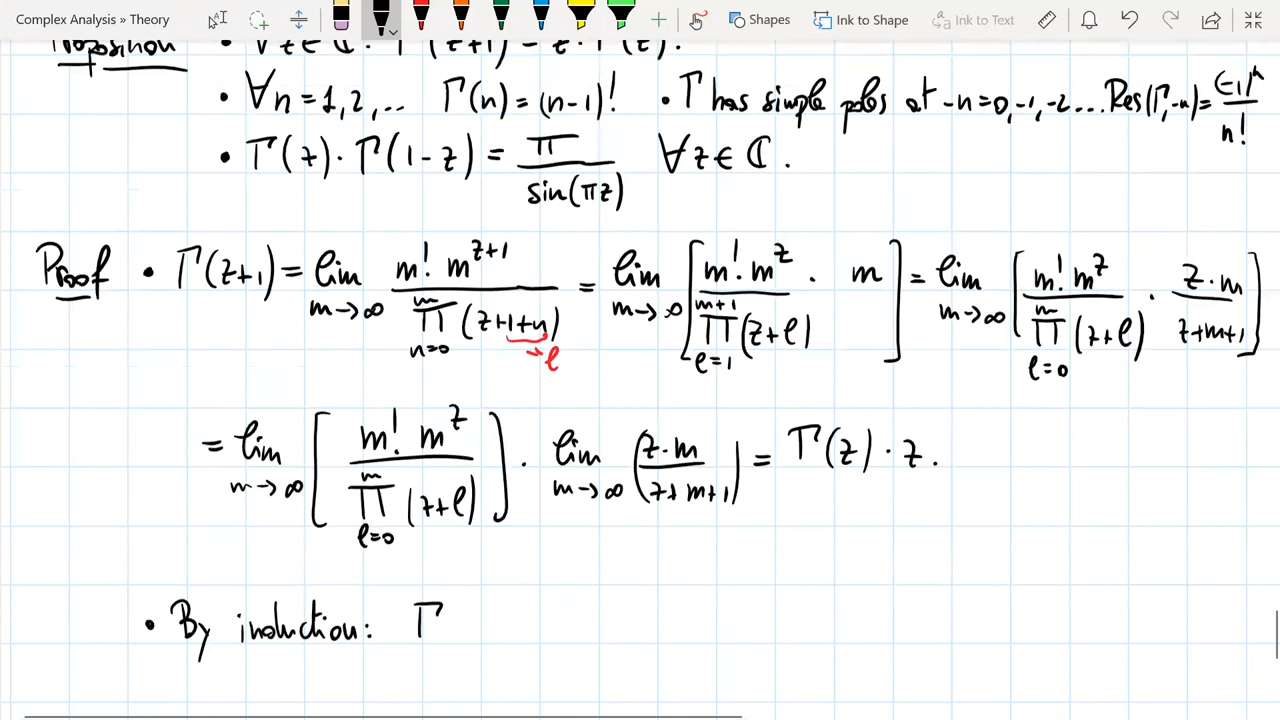 Complex Analysis » Theory
Shapes
Ink to Shape
Ink to Text
Proposition • ∀z∈ℂ: Γ(z+1) = z·Γ(z).
• ∀n=1,2,... Γ(n)=(n-1)! • Γ has simple poles at -n=0,-1,-2... Res(Γ,-n)=(-1)^n/n!
• Γ(z)·Γ(1-z) = π/sin(πz) ∀z∈ℂ.
Proof • Γ(z+1) = lim_{m→∞} m! m^{z+1} / ∏_{n=0}^{m} (z+1+n) = lim_{m→∞} [ m! m^z / ∏_{ℓ=1}^{m+1} (z+ℓ) · m ] = lim_{m→∞} [ m! m^z / ∏_{ℓ=0}^{m} (z+ℓ) · z·m / z+m+1 ]
→ ℓ
= lim_{m→∞} [ m! m^z / ∏_{ℓ=0}^{m} (z+ℓ) ] · lim_{m→∞} ( z·m / z+m+1 ) = Γ(z)·z.
• By induction: Γ